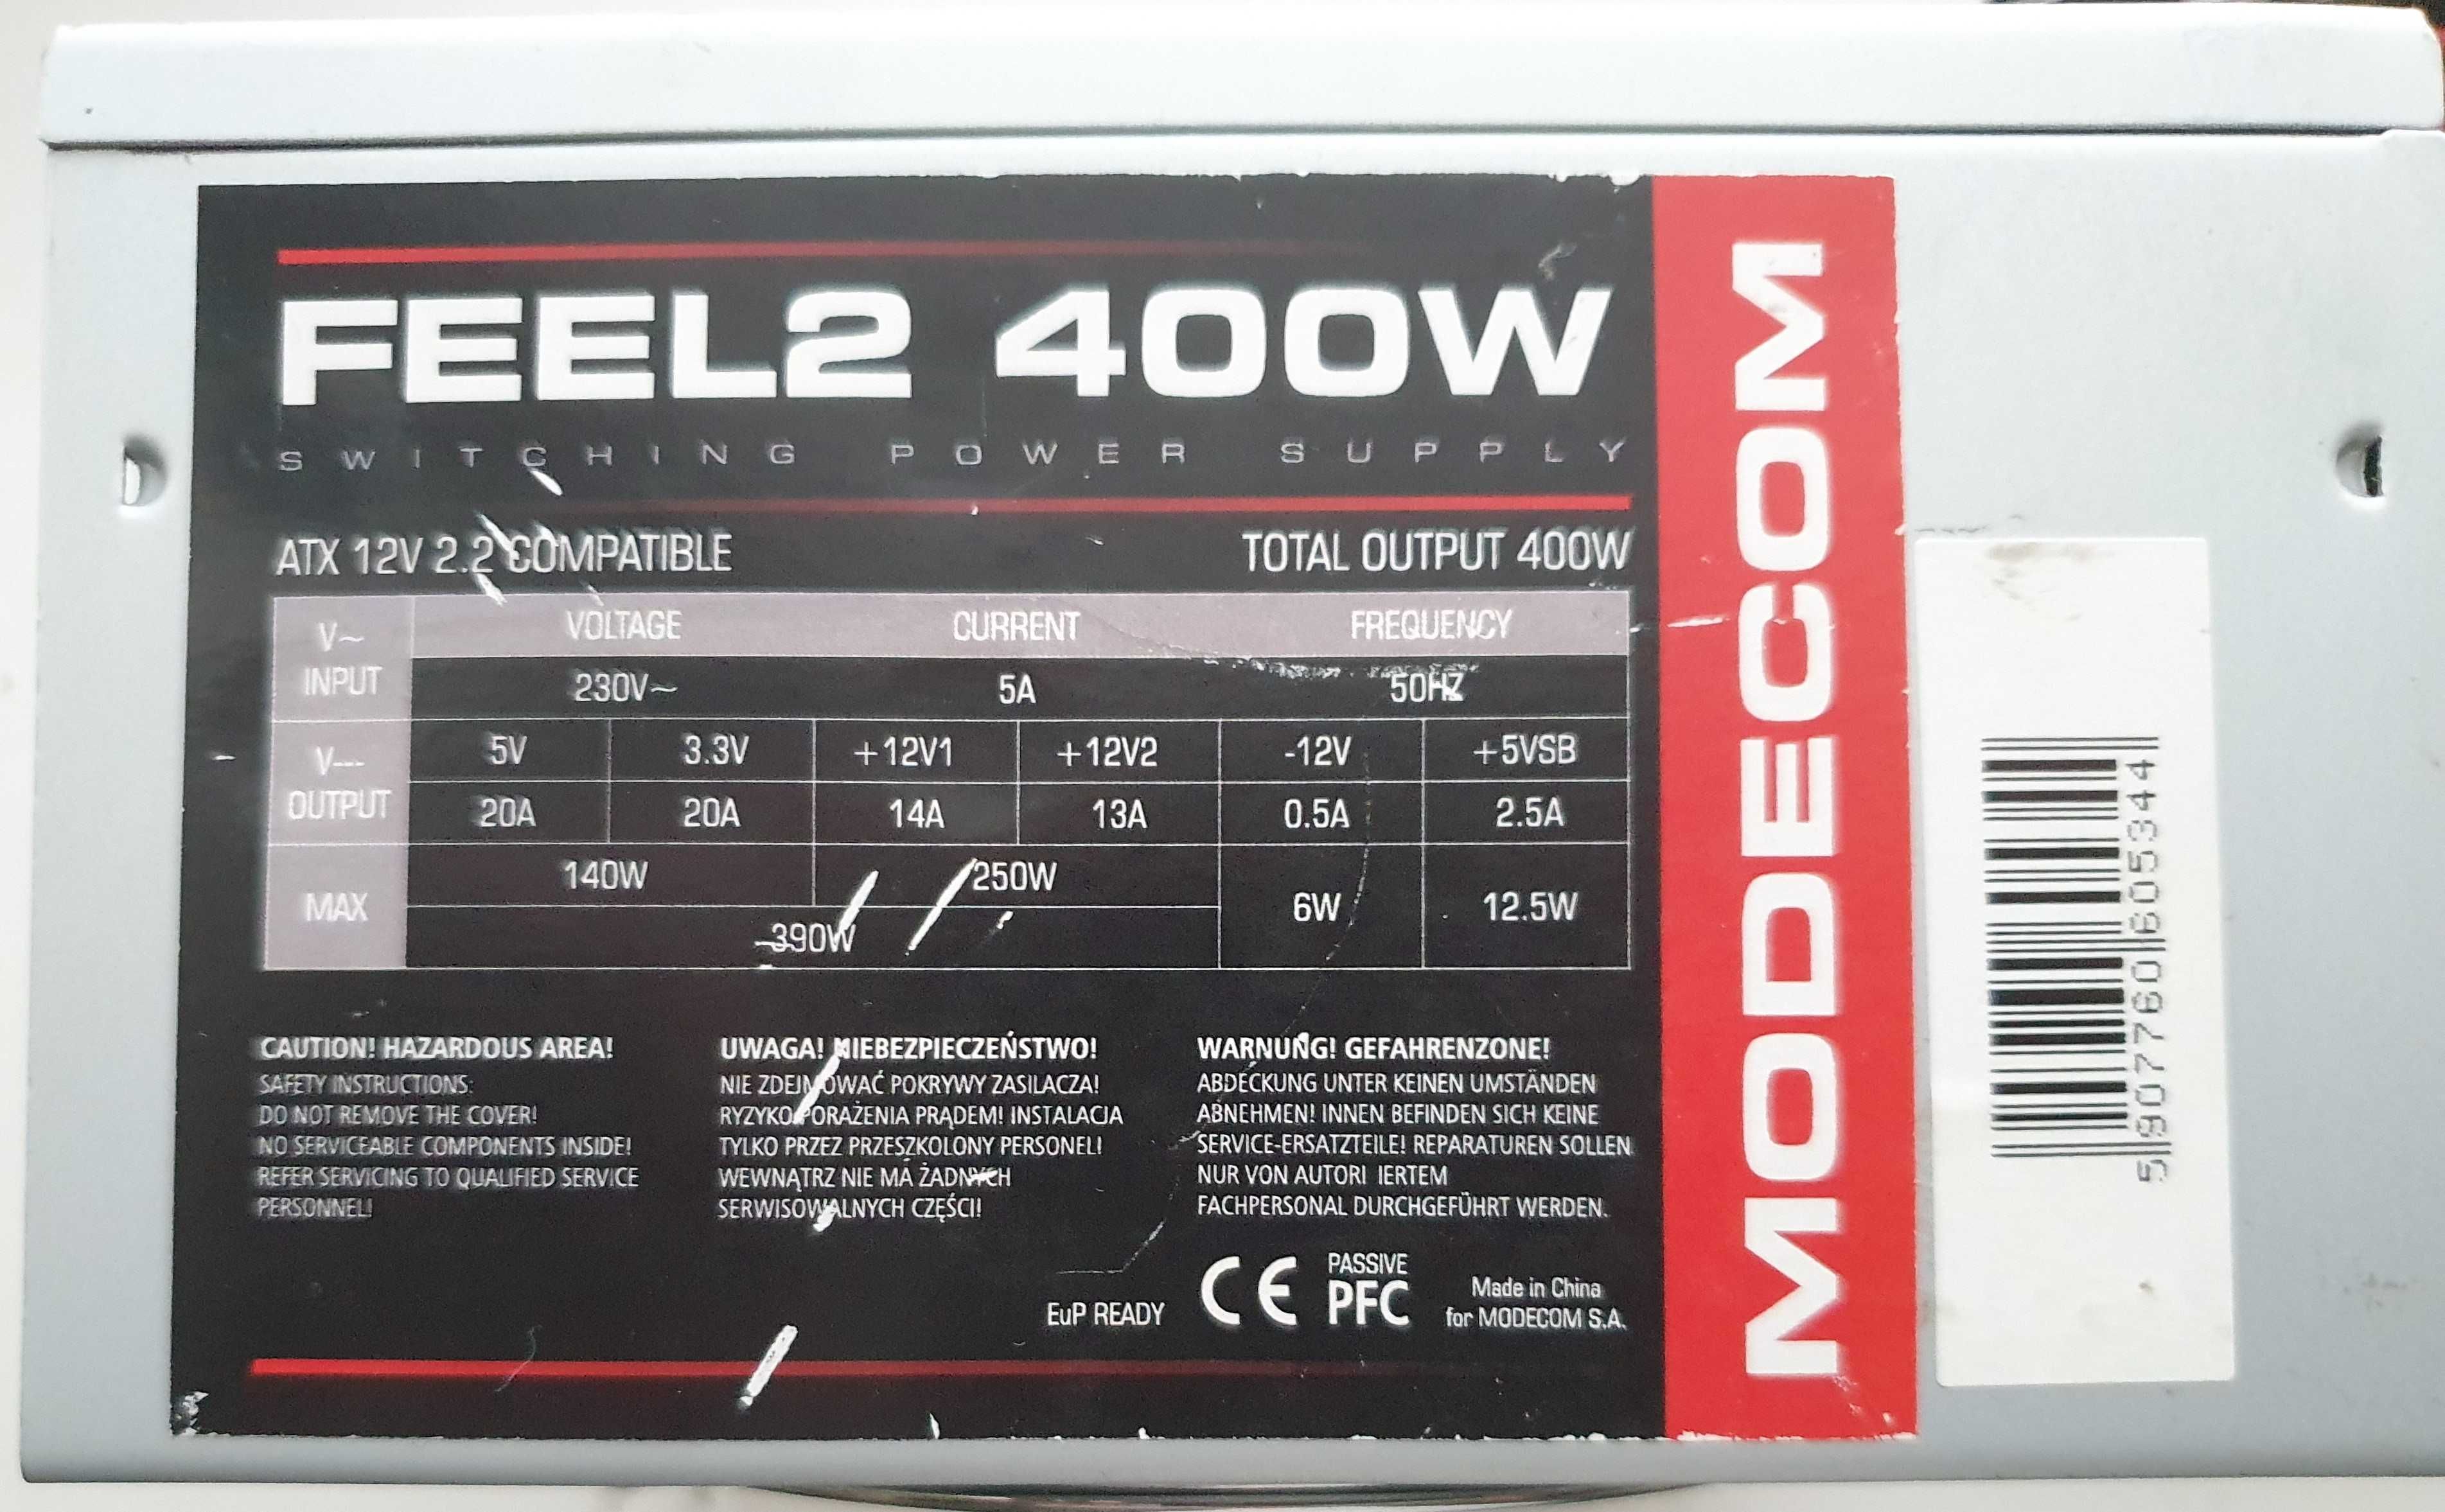 FEEL2 400W
SWITCHING POWER SUPPLY
ATX 12V 2.2 COMPATIBLE
TOTAL OUTPUT 400W
V~ INPUT
VOLTAGE CURRENT FREQUENCY
230V~ 5A 50HZ
V--- OUTPUT
5V 3.3V +12V1 +12V2 -12V +5VSB
20A 20A 14A 13A 0.5A 2.5A
MAX
140W 250W 6W 12.5W
390W
CAUTION! HAZARDOUS AREA!
SAFETY INSTRUCTIONS:
DO NOT REMOVE THE COVER!
NO SERVICEABLE COMPONENTS INSIDE!
REFER SERVICING TO QUALIFIED SERVICE
PERSONNEL!
UWAGA! NIEBEZPIECZEŃSTWO!
NIE ZDEJMOWAĆ POKRYWY ZASILACZA!
RYZYKO PORAŻENIA PRĄDEM! INSTALACJA
TYLKO PRZEZ PRZESZKOLONY PERSONEL!
WEWNĄTRZ NIE MA ŻADNYCH
SERWISOWALNYCH CZĘŚCI!
WARNUNG! GEFAHRENZONE!
ABDECKUNG UNTER KEINEN UMSTÄNDEN
ABNEHMEN! INNEN BEFINDEN SICH KEINE
SERVICE-ERSATZTEILE! REPARATUREN SOLLEN
NUR VON AUTORI IERTEM
FACHPERSONAL DURCHGEFÜHRT WERDEN.
EuP READY
CE
PASSIVE
PFC
Made in China
for MODECOM S.A.
MODECOM
5907760605344